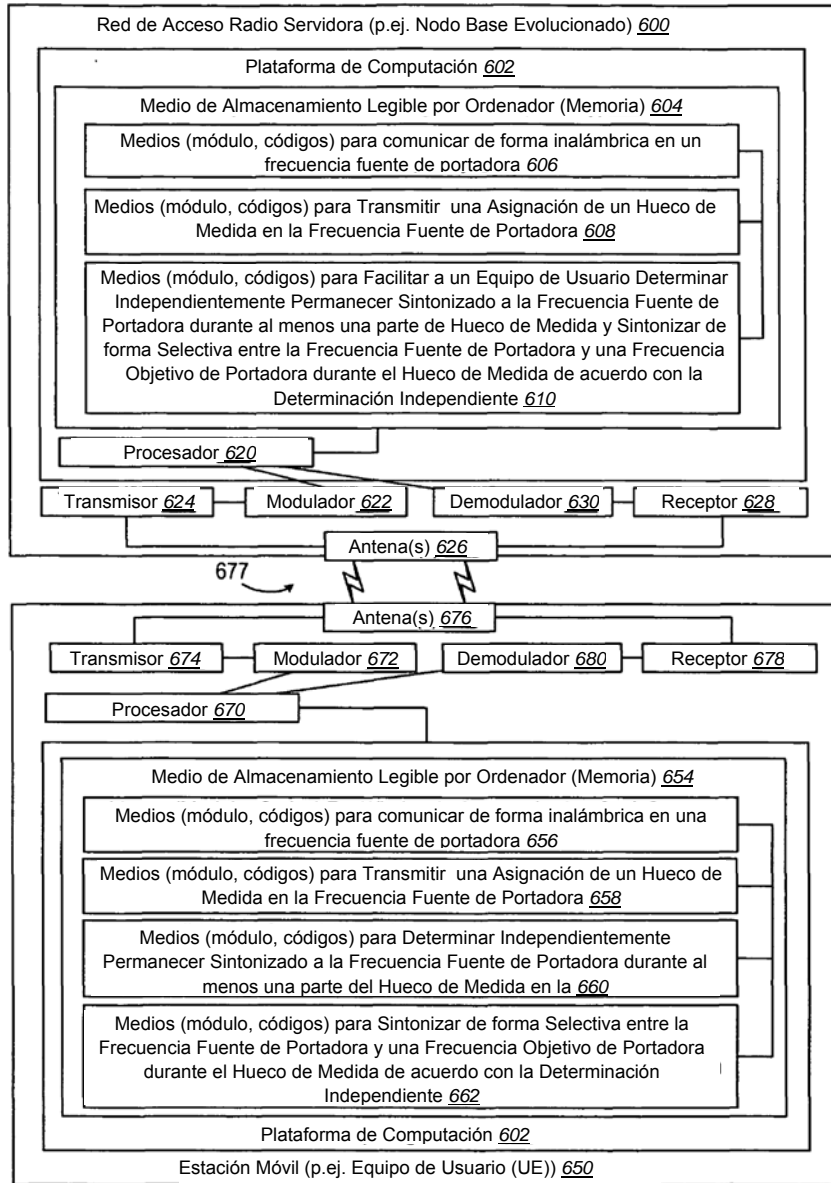 Red de Acceso Radio Servidora (p.ej. Nodo Base Evolucionado) 600
Plataforma de Computación 602
Medio de Almacenamiento Legible por Ordenador (Memoria) 604
Medios (módulo, códigos) para comunicar de forma inalámbrica en un
frecuencia fuente de portadora 606
Medios (módulo, códigos) para Transmitir una Asignación de un Hueco de
Medida en la Frecuencia Fuente de Portadora 608
Medios (módulo, códigos) para Facilitar a un Equipo de Usuario Determinar
Independientemente Permanecer Sintonizado a la Frecuencia Fuente de
Portadora durante al menos una parte de Hueco de Medida y Sintonizar de
forma Selectiva entre la Frecuencia Fuente de Portadora y una Frecuencia
Objetivo de Portadora durante el Hueco de Medida de acuerdo con la
Determinación Independiente 610
Procesador 620
Transmisor 624 Modulador 622 Demodulador 630 Receptor 628
Antena(s) 626
677
Antena(s) 676
Transmisor 674 Modulador 672 Demodulador 680 Receptor 678
Procesador 670
Medio de Almacenamiento Legible por Ordenador (Memoria) 654
Medios (módulo, códigos) para comunicar de forma inalámbrica en una
frecuencia fuente de portadora 656
Medios (módulo, códigos) para Transmitir una Asignación de un Hueco de
Medida en la Frecuencia Fuente de Portadora 658
Medios (módulo, códigos) para Determinar Independientemente
Permanecer Sintonizado a la Frecuencia Fuente de Portadora durante al
menos una parte del Hueco de Medida en la 660
Medios (módulo, códigos) para Sintonizar de forma Selectiva entre la
Frecuencia Fuente de Portadora y una Frecuencia Objetivo de Portadora
durante el Hueco de Medida de acuerdo con la Determinación
Independiente 662
Plataforma de Computación 602
Estación Móvil (p.ej. Equipo de Usuario (UE)) 650